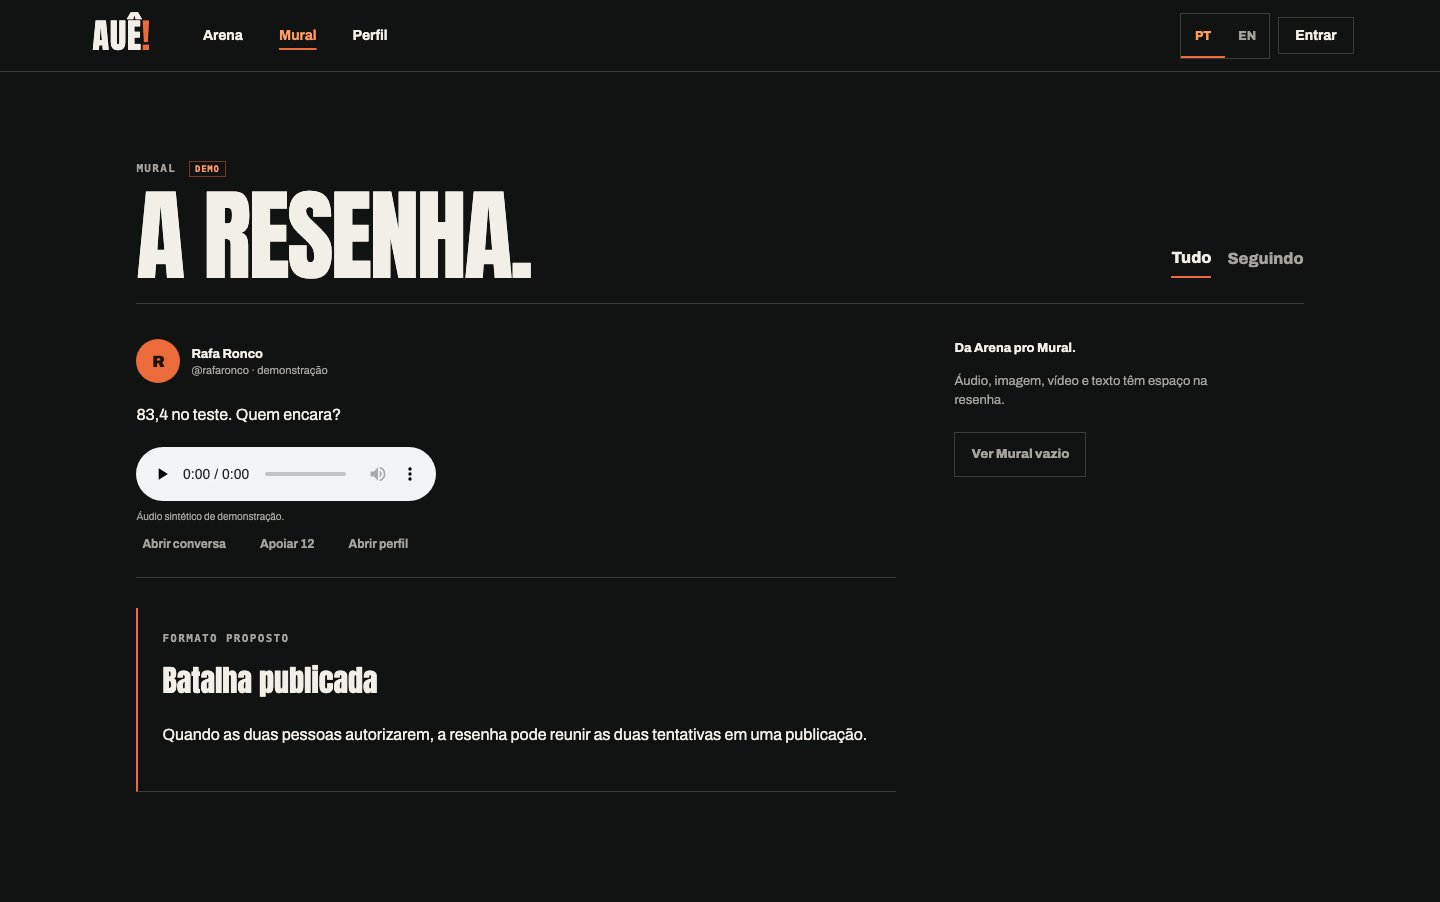 AUÊ!
Arena
Mural
Perfil
PT
EN
Entrar
MURAL
DEMO
A RESENHA.
Tudo
Seguindo
R
Rafa Ronco
@rafaronco · demonstração
83,4 no teste. Quem encara?
0:00 / 0:00
Áudio sintético de demonstração.
Abrir conversa
Apoiar 12
Abrir perfil
Da Arena pro Mural.
Áudio, imagem, vídeo e texto têm espaço na
resenha.
Ver Mural vazio
FORMATO PROPOSTO
Batalha publicada
Quando as duas pessoas autorizarem, a resenha pode reunir as duas tentativas em uma publicação.